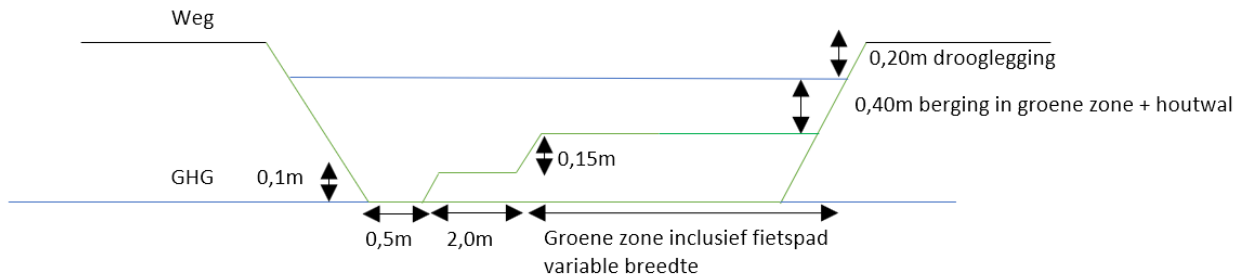 Weg
0,20m drooglegging
0,40m berging in groene zone + houtwal
0,15m
GHG 0,1m
0,5m 2,0m Groene zone inclusief fietspad
variable breedte